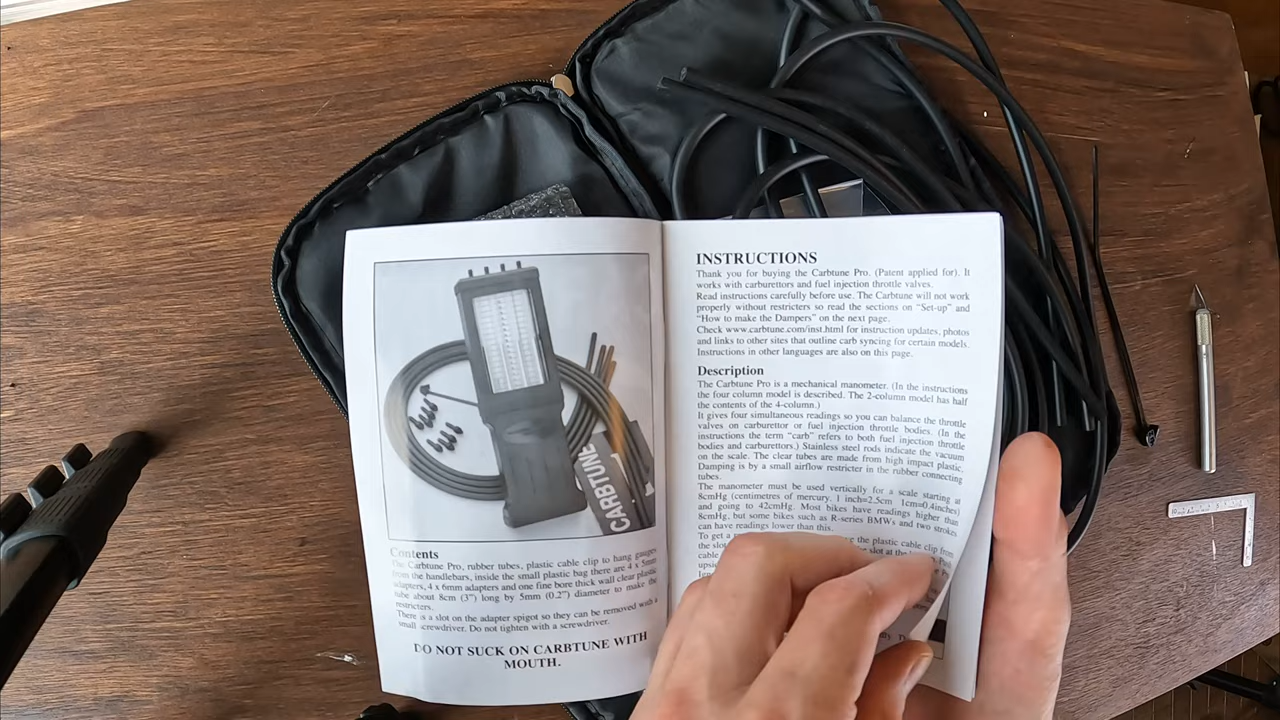 CARBTUNE
Contents
The Carbtune Pro, rubber tubes, plastic cable clip to hang gauges
from the handlebars, inside the small plastic bag there are 4 x 5mm
adapters, 4 x 6mm adapters and one fine bore thick wall clear plastic
tube about 8cm (3") long by 5mm (0.2") diameter to make the
restricters.
There is a slot on the adapter spigot so they can be removed with a
small screwdriver. Do not tighten with a screwdriver.
DO NOT SUCK ON CARBTUNE WITH
MOUTH.
INSTRUCTIONS
Thank you for buying the Carbtune Pro. (Patent applied for). It
works with carburettors and fuel injection throttle valves.
Read instructions carefully before use. The Carbtune will not work
properly without restricters so read the sections on "Set-up" and
"How to make the Dampers" on the next page.
Check www.carbtune.com/inst.html for instruction updates, photos
and links to other sites that outline carb syncing for certain models.
Instructions in other languages are also on this page.
Description
The Carbtune Pro is a mechanical manometer. (In the instructions
the four column model is described. The 2-column model has half
the contents of the 4-column.)
It gives four simultaneous readings so you can balance the throttle
valves on carburettor or fuel injection throttle bodies. (In the
instructions the term "carb" refers to both fuel injection throttle
bodies and carburettors.) Stainless steel rods indicate the vacuum
on the scale. The clear tubes are made from high impact plastic.
Damping is by a small airflow restricter in the rubber connecting
tubes.
The manometer must be used vertically for a scale starting at
8cmHg (centimetres of mercury. 1 inch=2.5cm 1cm=0.4inches)
and going to 42cmHg. Most bikes have readings higher than
8cmHg, but some bikes such as R-series BMWs and two strokes
can have readings lower than this.
To get a the plastic cable clip from
the slot slot at the
cable
upsi